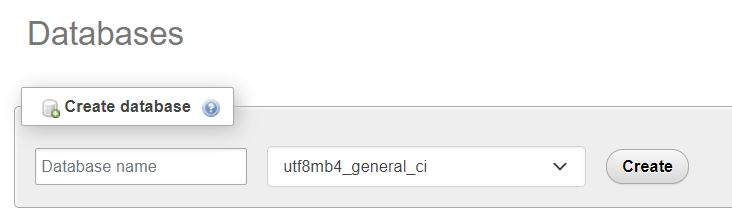 Databases
Create database
Database name
utf8mb4_general_ci
Create